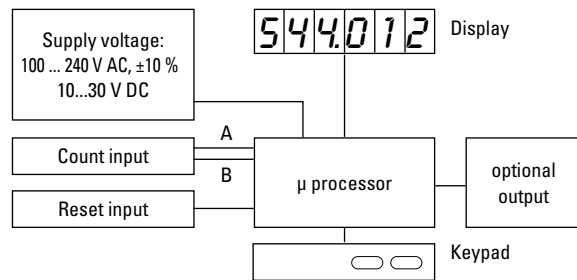 Supply voltage:
100 ... 240 V AC, ±10 %
10...30 V DC
544.012
Display
Count input
A
B
Reset input
µ processor
optional
output
Keypad